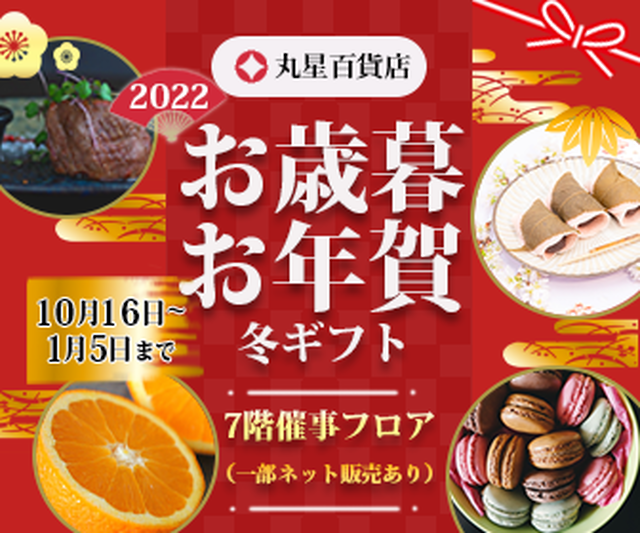 丸星百貨店
2022
お歳暮
お年賀
冬ギフト
10月16日~
1月5日まで
7階催事フロア
(一部ネット販売あり)